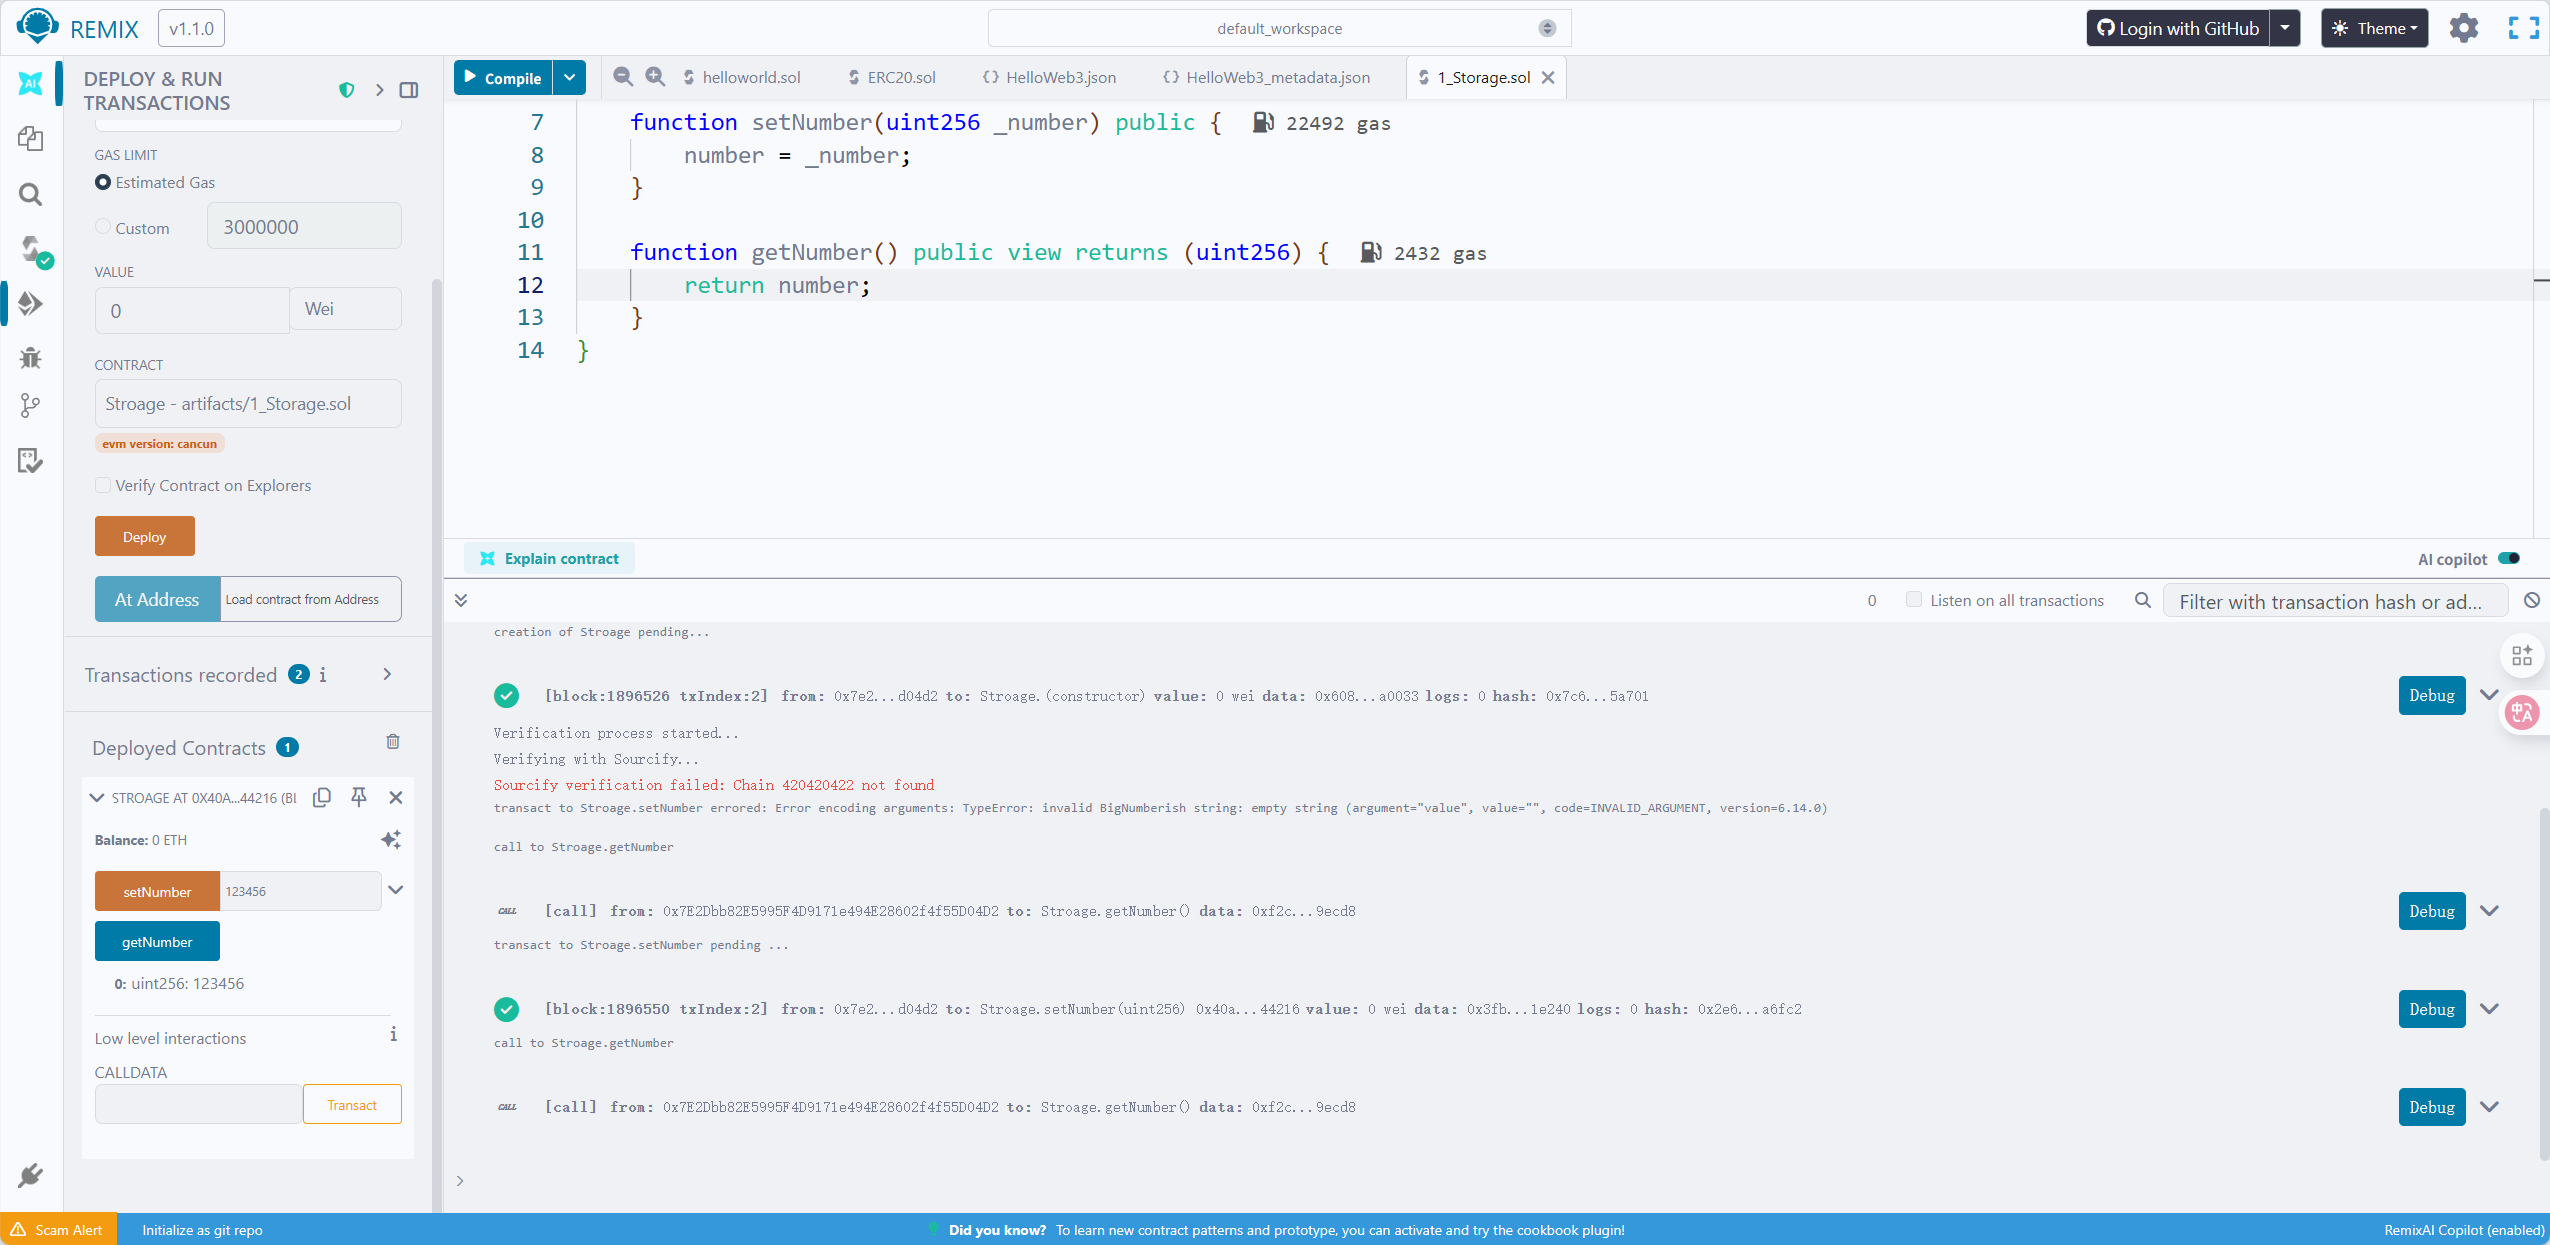 REMIX v1.1.0
default_workspace
Login with GitHub
Theme
DEPLOY & RUN
TRANSACTIONS
GAS LIMIT
Estimated Gas
Custom 3000000
VALUE
0 Wei
CONTRACT
Stroage - artifacts/1_Storage.sol
evm version: cancun
Verify Contract on Explorers
Deploy
At Address Load contract from Address
Transactions recorded 2 i
Deployed Contracts 1
STROAGE AT 0X40A...44216 (BL
Balance: 0 ETH
setNumber 123456
getNumber
0: uint256: 123456
Low level interactions i
CALLDATA
Transact
Compile
helloworld.sol ERC20.sol HelloWeb3.json HelloWeb3_metadata.json 1_Storage.sol
7 function setNumber(uint256 _number) public { 22492 gas
8 number = _number;
9 }
10
11 function getNumber() public view returns (uint256) { 2432 gas
12 return number;
13 }
14 }
Explain contract
AI copilot
0 Listen on all transactions Filter with transaction hash or ad...
creation of Stroage pending...
[block:1896526 txIndex:2] from: 0x7e2...d04d2 to: Stroage.(constructor) value: 0 wei data: 0x608...a0033 logs: 0 hash: 0x7c6...5a701 Debug
Verification process started...
Verifying with Sourcify...
Sourcify verification failed: Chain 420420422 not found
transact to Stroage.setNumber errored: Error encoding arguments: TypeError: invalid BigNumberish string: empty string (argument="value", value="", code=INVALID_ARGUMENT, version=6.14.0)
call to Stroage.getNumber
CALL [call] from: 0x7E2Dbb82E5995F4D9171e494E28602f4f55D04D2 to: Stroage.getNumber() data: 0xf2c...9ecd8 Debug
transact to Stroage.setNumber pending ...
[block:1896550 txIndex:2] from: 0x7e2...d04d2 to: Stroage.setNumber(uint256) 0x40a...44216 value: 0 wei data: 0x3fb...1e240 logs: 0 hash: 0x2e6...a6fc2 Debug
call to Stroage.getNumber
CALL [call] from: 0x7E2Dbb82E5995F4D9171e494E28602f4f55D04D2 to: Stroage.getNumber() data: 0xf2c...9ecd8 Debug
>
Scam Alert Initialize as git repo Did you know? To learn new contract patterns and prototype, you can activate and try the cookbook plugin! RemixAI Copilot (enabled)
AI
中A